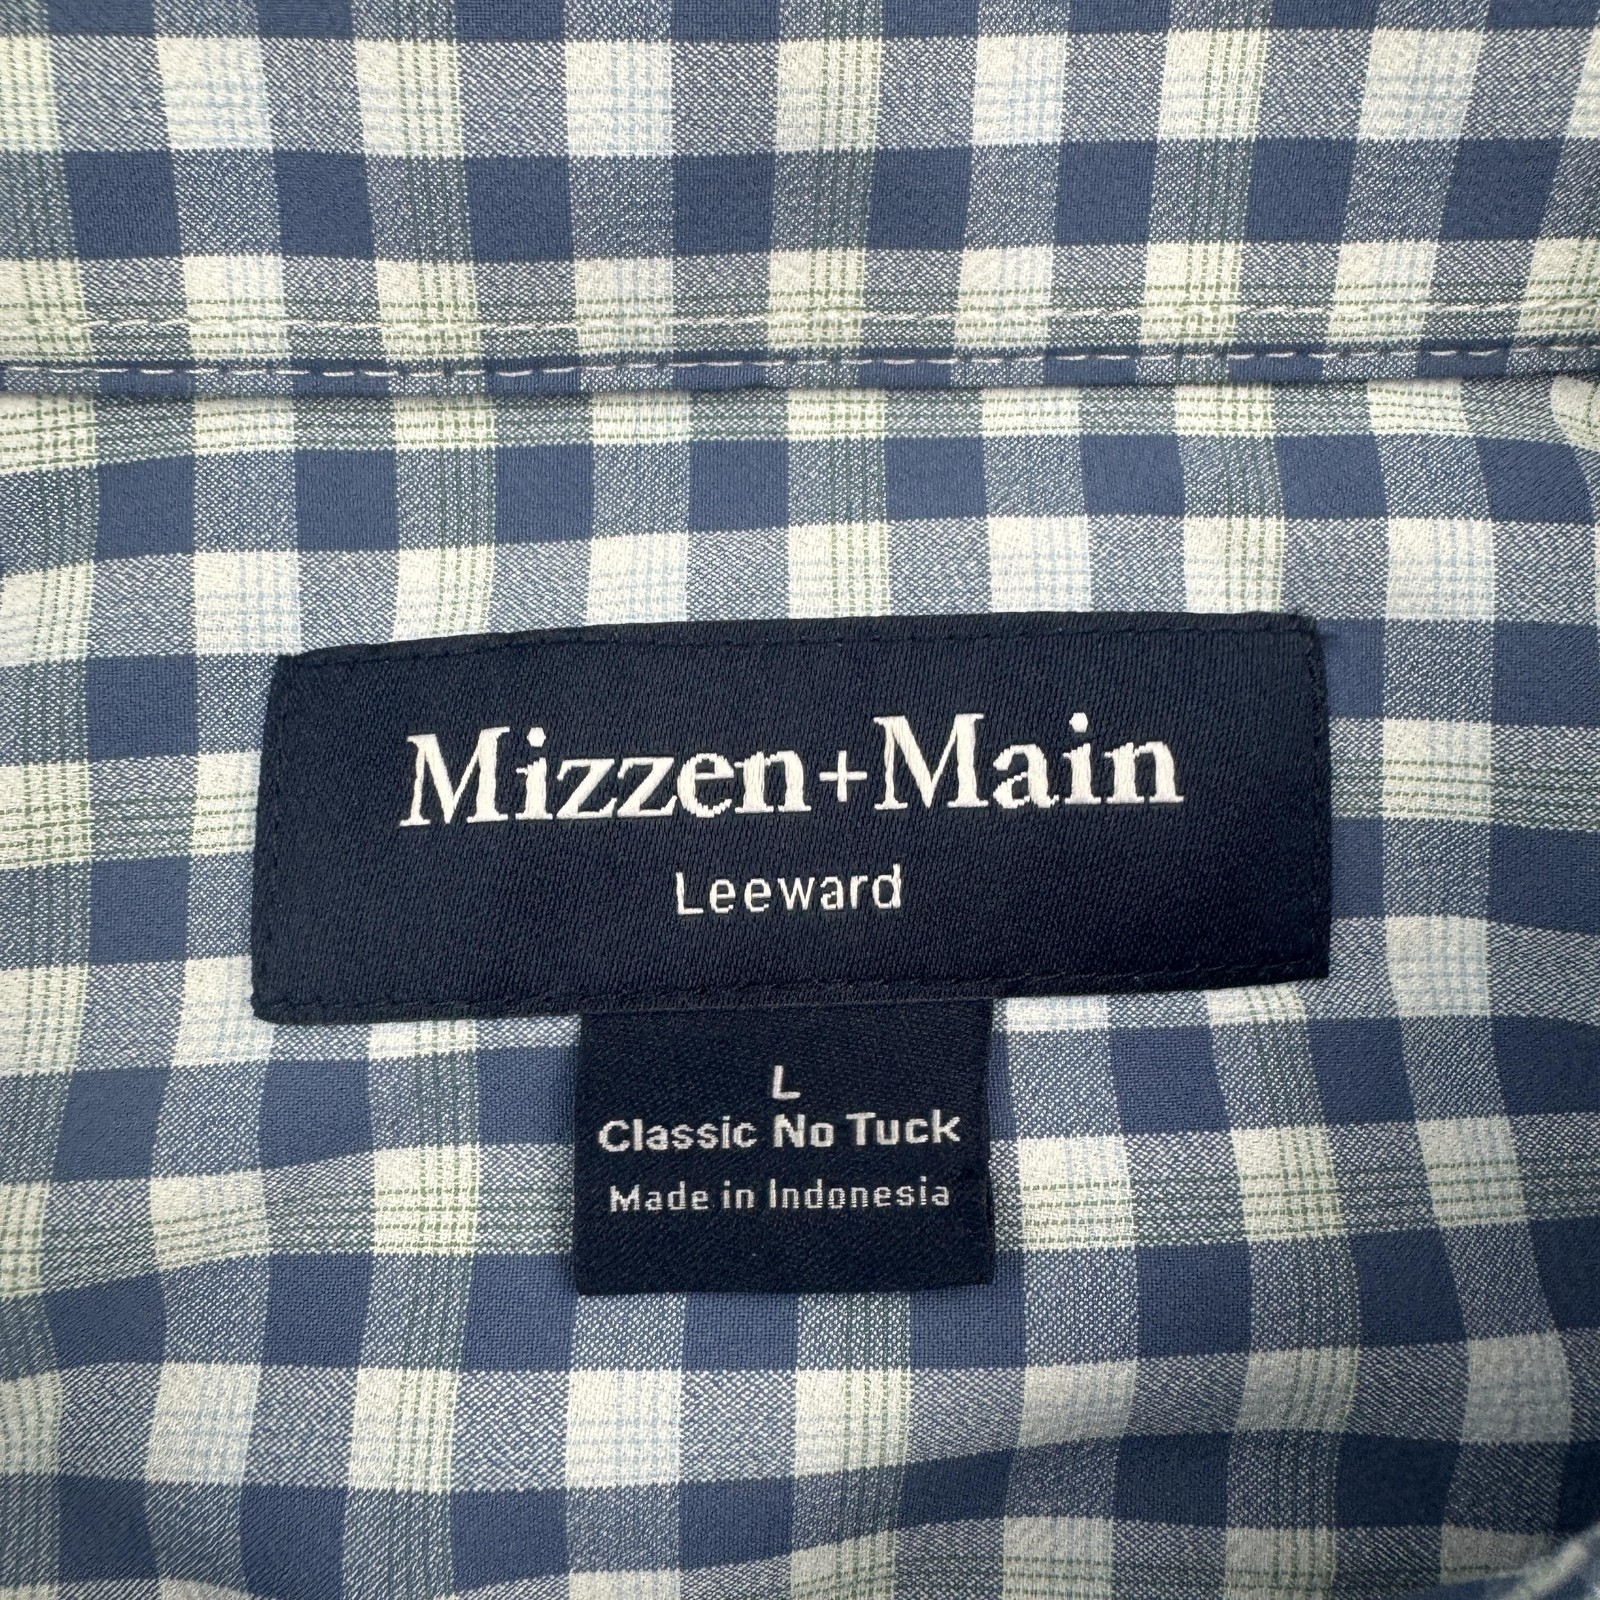 Mizzen+Main
Leeward
L
Classic No Tuck
Made in Indonesia